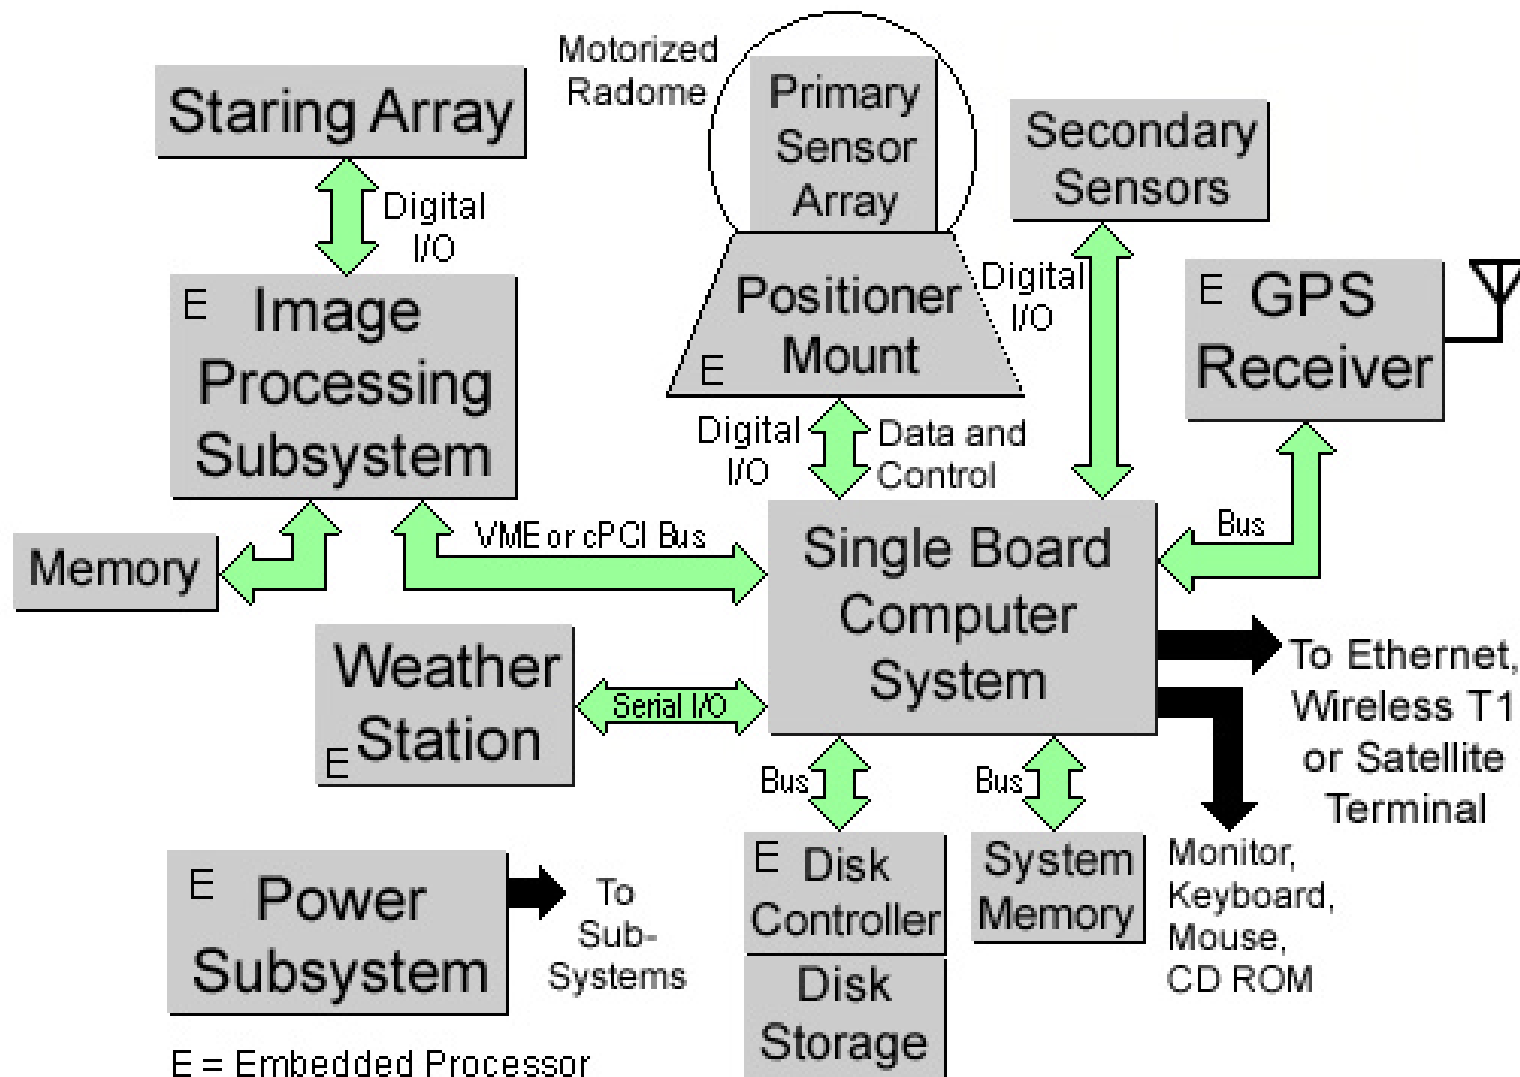 Motorized
Radome
Staring Array
Primary
Sensor
Array
Secondary
Sensors
Digital
I/O
E Image
Processing
Subsystem
Positioner
Mount
E
Digital
I/O
E GPS
Receiver
Digital
I/O
Data and
Control
Memory
VME or cPCI Bus
Single Board
Computer
System
Bus
Weather
Station
E
Serial I/O
To Ethernet,
Wireless T1
or Satellite
Terminal
Bus
Bus
E Disk
Controller
Disk
Storage
System
Memory
Monitor,
Keyboard,
Mouse,
CD ROM
E Power
Subsystem
To
Sub-
Systems
E = Embedded Processor